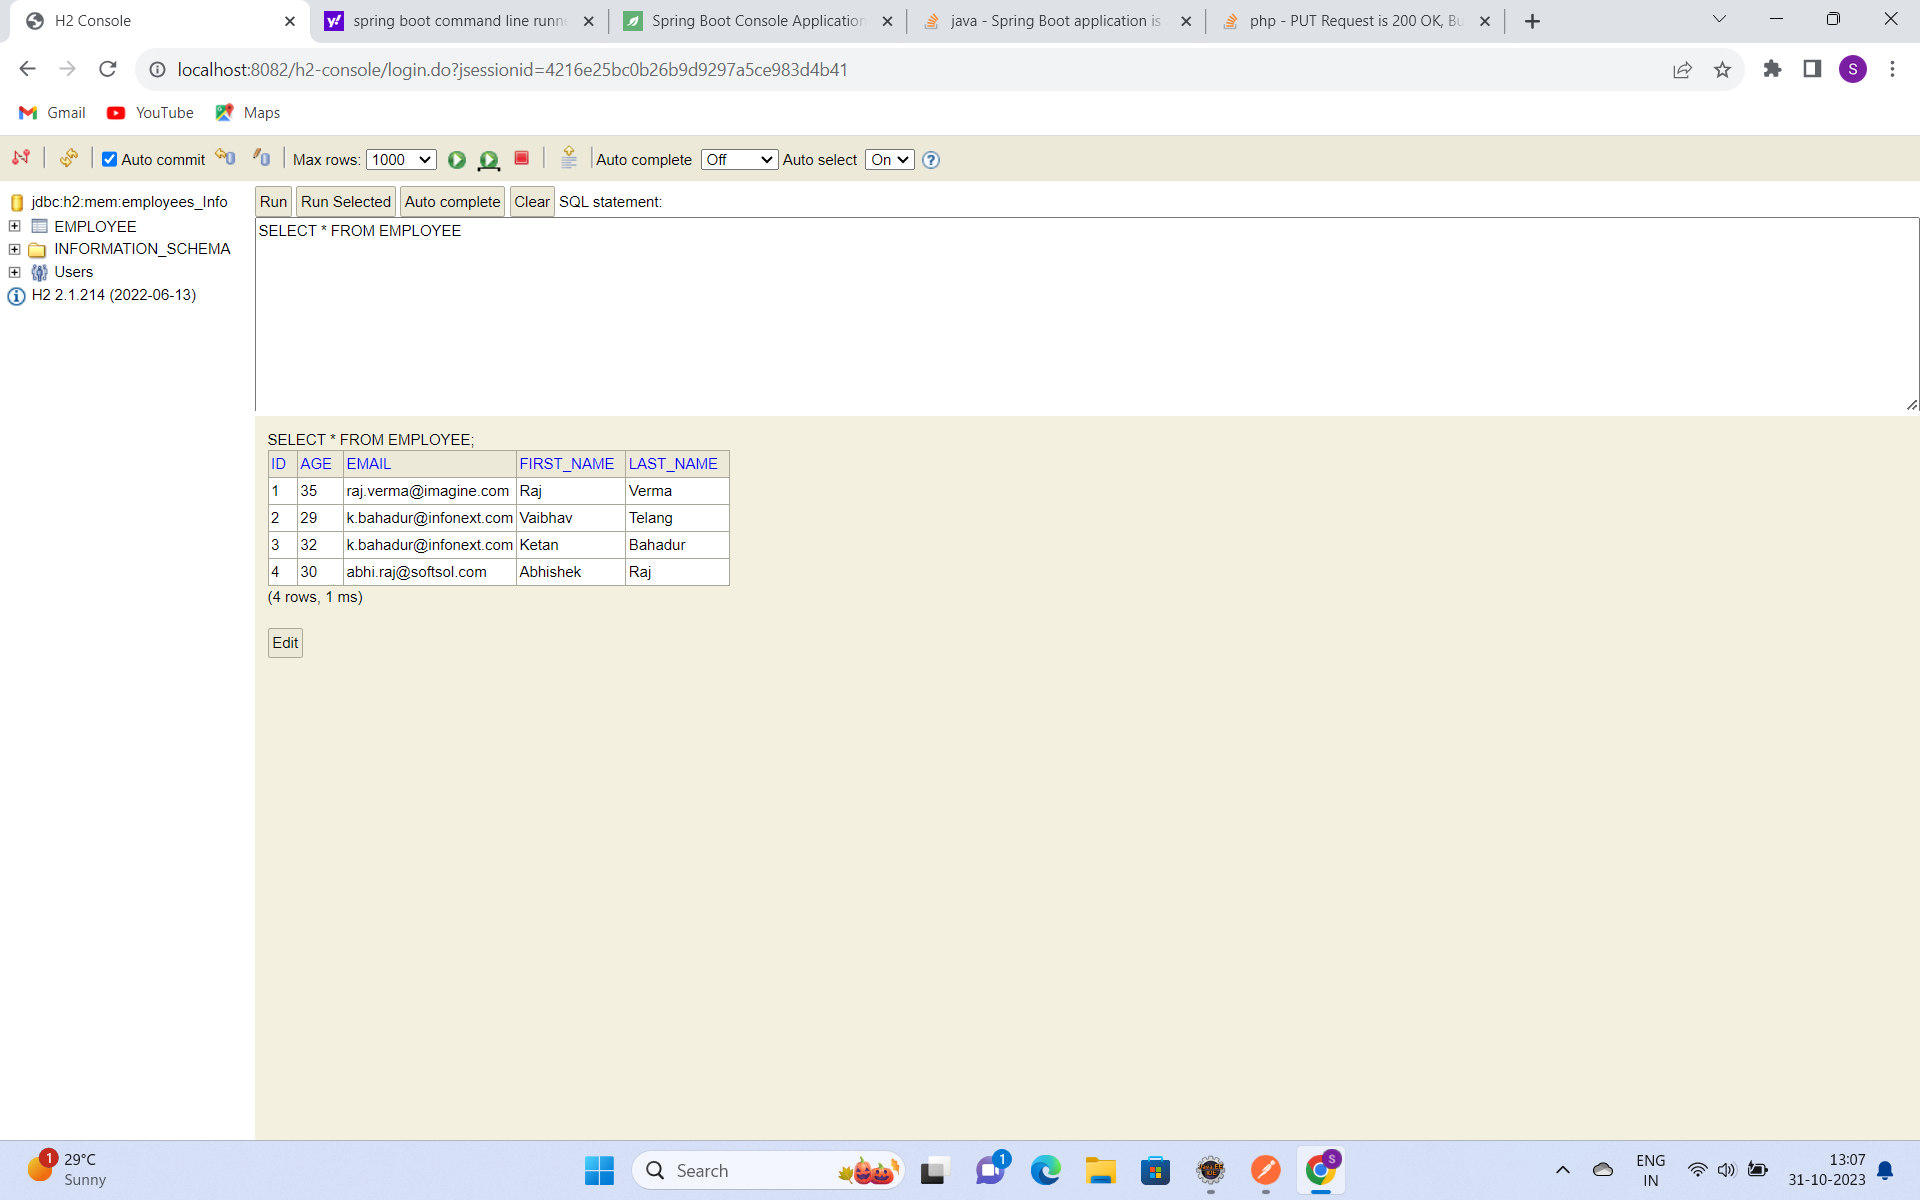 H2 Console
spring boot command line runn
Spring Boot Console Application
java - Spring Boot application is
php - PUT Request is 200 OK, Bu
localhost:8082/h2-console/login.do?jsessionid=4216e25bc0b26b9d9297a5ce983d4b41
S
Gmail YouTube Maps
Auto commit Max rows: 1000 Auto complete Off Auto select On ?
jdbc:h2:mem:employees_Info
EMPLOYEE
INFORMATION_SCHEMA
Users
H2 2.1.214 (2022-06-13)
Run Run Selected Auto complete Clear SQL statement:
SELECT * FROM EMPLOYEE
SELECT * FROM EMPLOYEE;
ID AGE EMAIL FIRST_NAME LAST_NAME
1 35 raj.verma@imagine.com Raj Verma
2 29 k.bahadur@infonext.com Vaibhav Telang
3 32 k.bahadur@infonext.com Ketan Bahadur
4 30 abhi.raj@softsol.com Abhishek Raj
(4 rows, 1 ms)
Edit
1
29°C
Sunny
Search
1
S
ENG
IN
13:07
31-10-2023